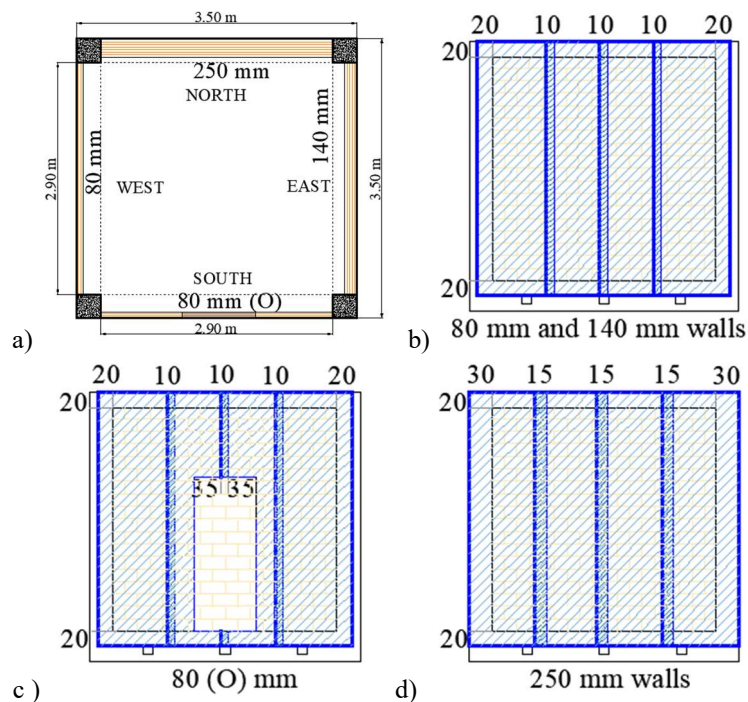 3.50 m
250 mm
NORTH
2.90 m
80 mm
WEST
EAST
140 mm
3.50 m
SOUTH
80 mm (O)
2.90 m
a)
20 10 10 10 20
20
20
b)
80 mm and 140 mm walls
20 10 10 10 20
20
35 35
20
c )
80 (O) mm
30 15 15 15 30
20
20
d)
250 mm walls